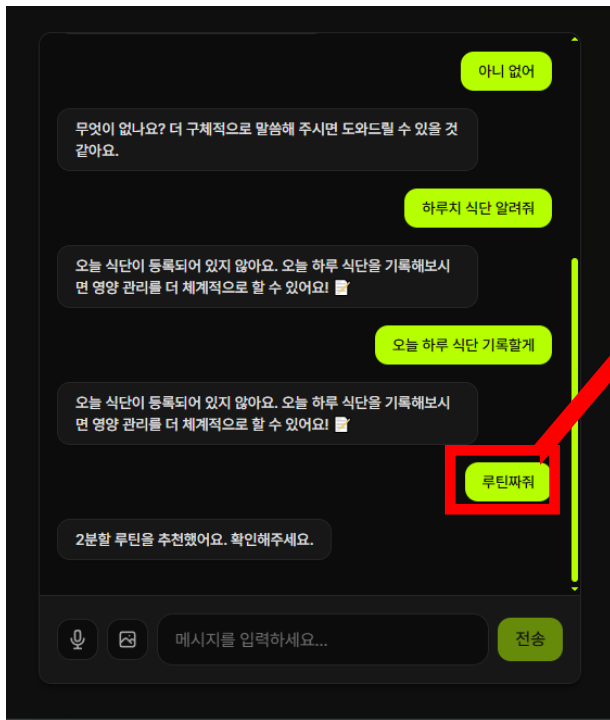 아니 없어
무엇이 없나요? 더 구체적으로 말씀해 주시면 도와드릴 수 있을 것
같아요.
하루치 식단 알려줘
오늘 식단이 등록되어 있지 않아요. 오늘 하루 식단을 기록해보시
면 영양 관리를 더 체계적으로 할 수 있어요! 📝
오늘 하루 식단 기록할게
오늘 식단이 등록되어 있지 않아요. 오늘 하루 식단을 기록해보시
면 영양 관리를 더 체계적으로 할 수 있어요! 📝
루틴짜줘
2분할 루틴을 추천했어요. 확인해주세요.
메시지를 입력하세요...
전송